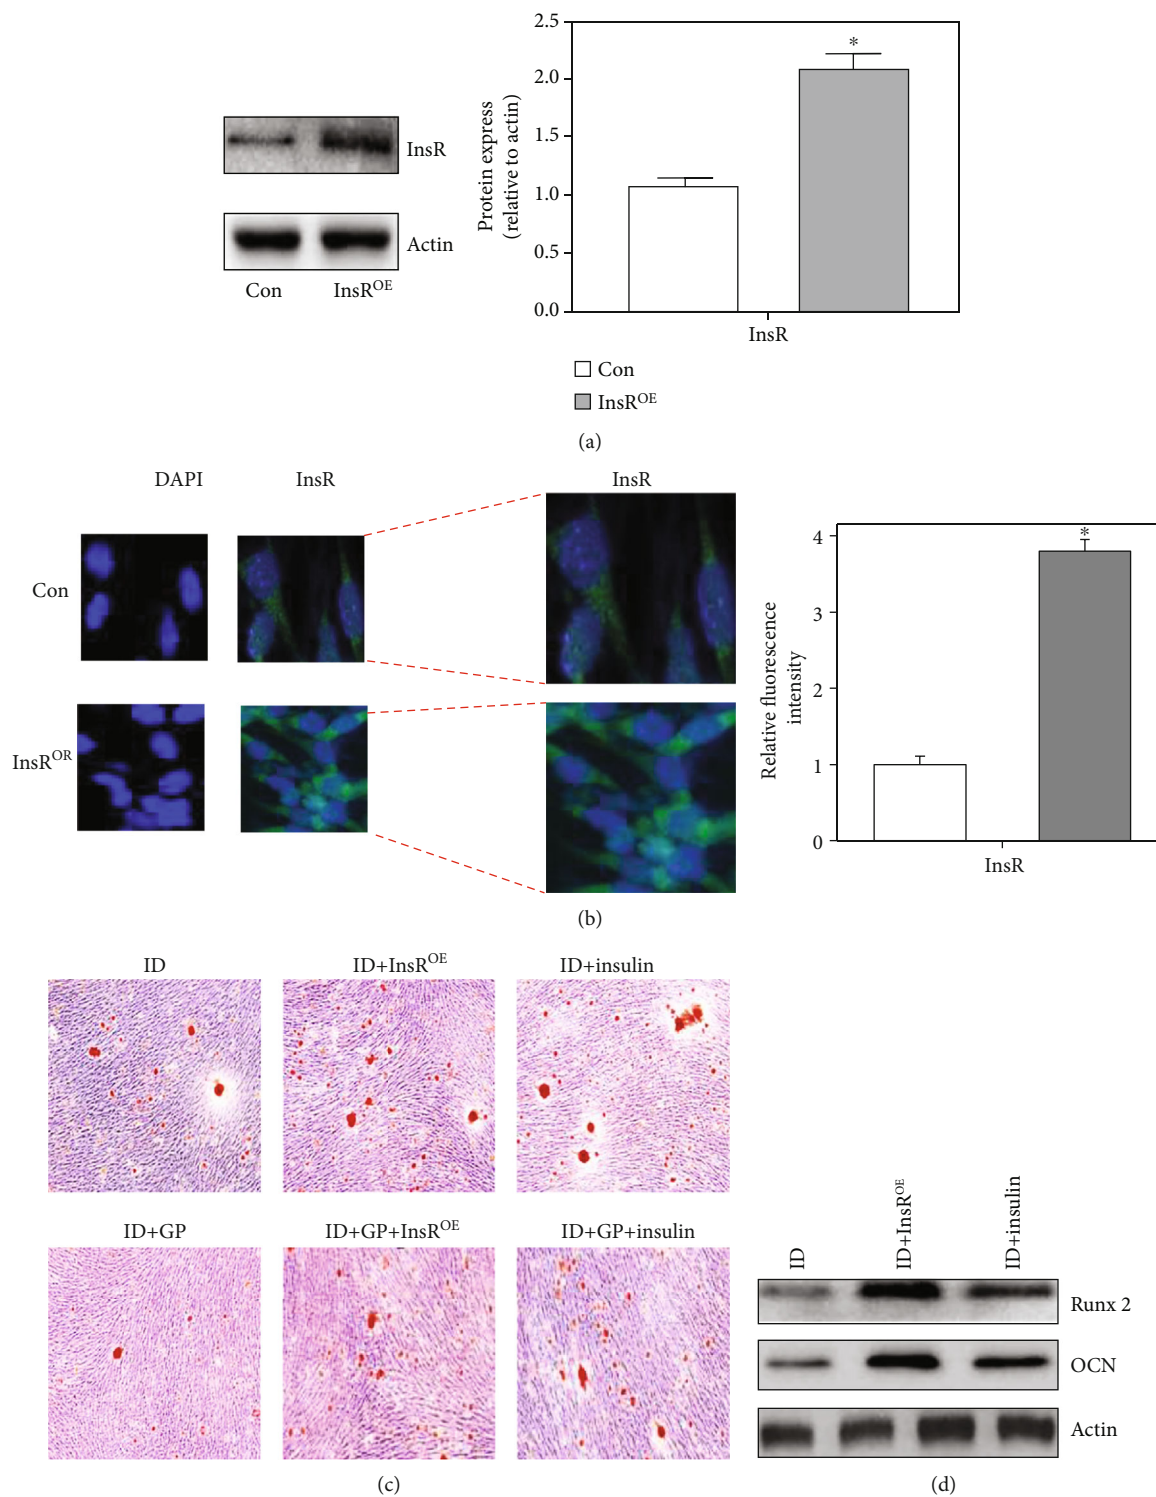 InsR
Actin
Con InsR^OE
Protein express
(relative to actin)
2.5
2.0
1.5
1.0
0.5
0.0
*
InsR
Con
InsR^OE
(a)
DAPI InsR InsR
Con
InsR^OR
Relative fluorescence
intensity
4
3
4
2
1
0
*
InsR
(b)
ID ID+InsR^OE ID+insulin
ID+GP ID+GP+InsR^OE ID+GP+insulin
(c)
ID ID+InsR^OE ID+insulin
Runx 2
OCN
Actin
(d)